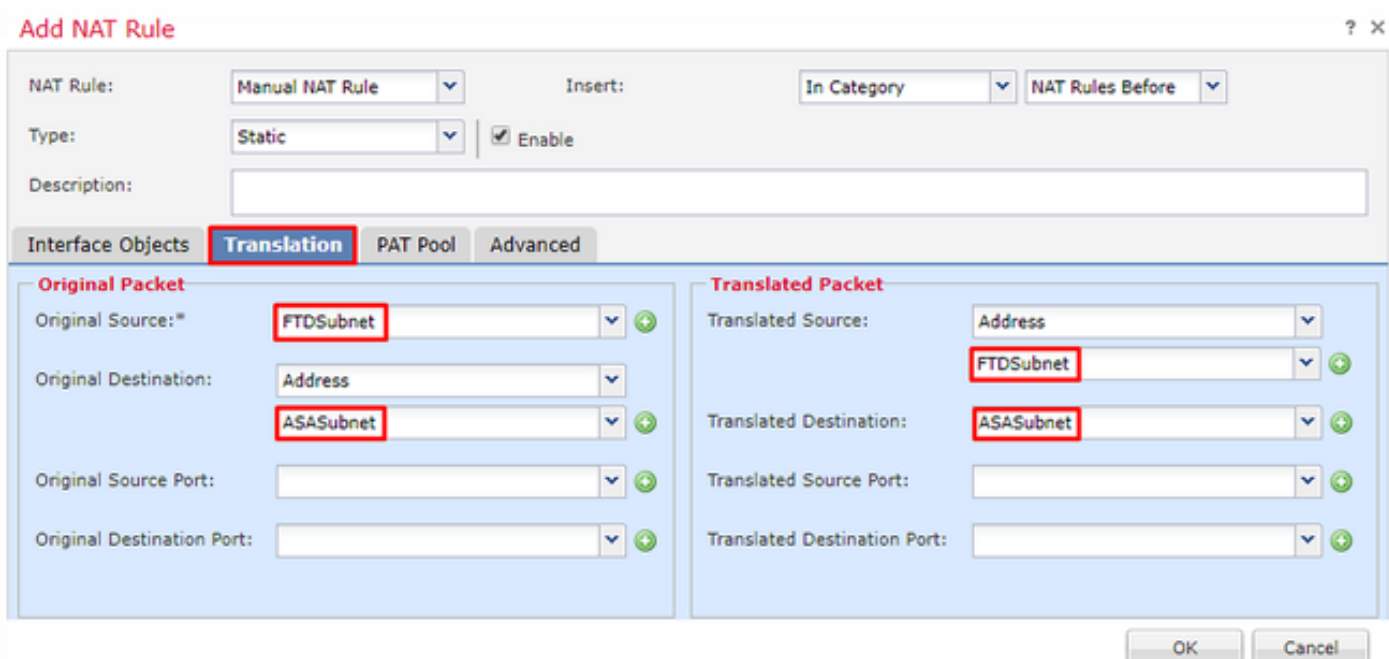 Add NAT Rule ? ×
NAT Rule: Manual NAT Rule Insert: In Category NAT Rules Before
Type: Static Enable
Description:
Interface Objects Translation PAT Pool Advanced
Original Packet Translated Packet
Original Source:* FTDSubnet Translated Source: Address
FTDSubnet
Original Destination: Address
ASASubnet Translated Destination: ASASubnet
Original Source Port: Translated Source Port:
Original Destination Port: Translated Destination Port:
OK Cancel